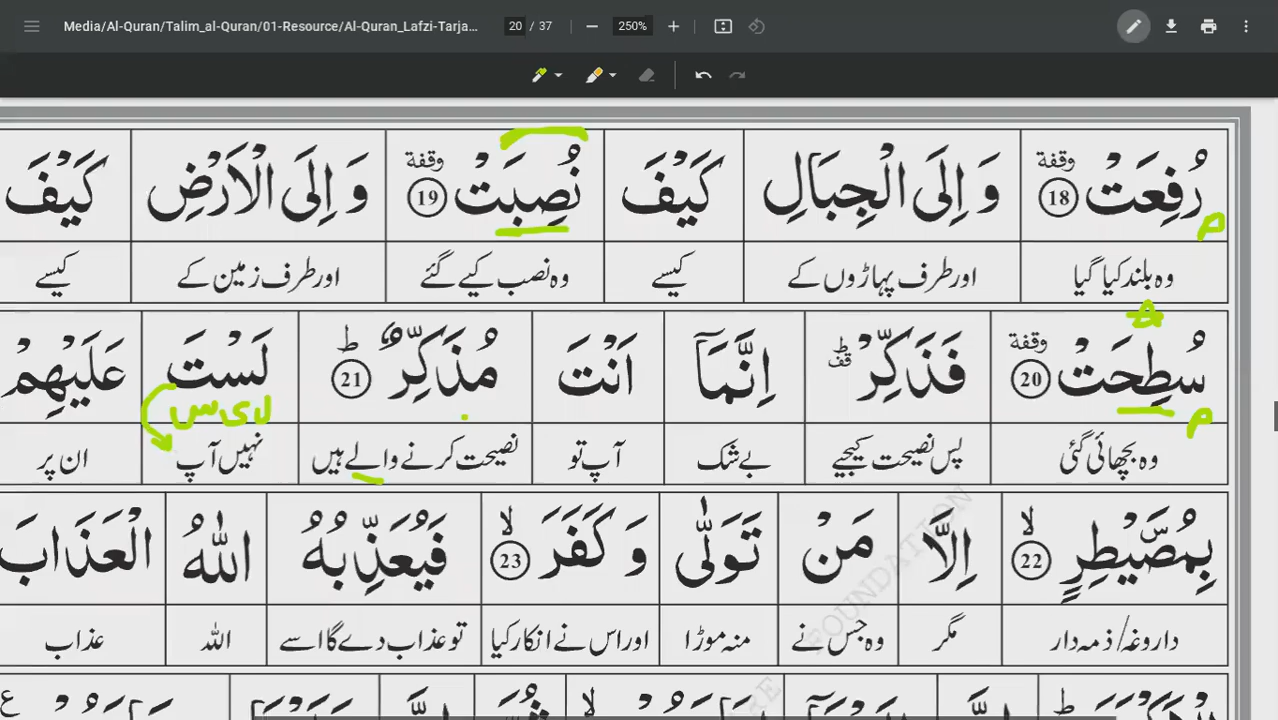 Media/Al-Quran/Talim_al-Quran/01-Resource/Al-Quran_Lafzi-Tarja... 20 / 37 250%
رُفِعَتْ وقفة 18 وَ اِلَى الْجِبَالِ كَيْفَ نُصِبَتْ وقفة 19 وَ اِلَى الْاَرْضِ كَيْفَ
م
وہ بلند کیا گیا اور طرف پہاڑوں کے کیسے وہ نصب کیے گئے اور طرف زمین کے کیسے
سُطِحَتْ وقفة 20 فَذَكِّرْ قف ط اِنَّمَاۤ اَنْتَ مُذَكِّرٌ 21 ط لَسْتَ عَلَيْهِمْ
م ل ی س
وہ بچھائی گئی پس نصیحت کیجیے بے شک آپ تو نصیحت کرنے والے ہیں نہیں آپ ان پر
بِمُصَۜيْطِرٍ 22 لا اِلَّا مَنْ تَوَلّٰى وَ كَفَرَ 23 لا فَيُعَذِّبُهُ اللّٰهُ الْعَذَابَ
داروغہ/ذمہ دار مگر وہ جس نے منہ موڑا اور اس نے انکار کیا تو عذاب دے گا اسے اللہ عذاب
FOUNDATION